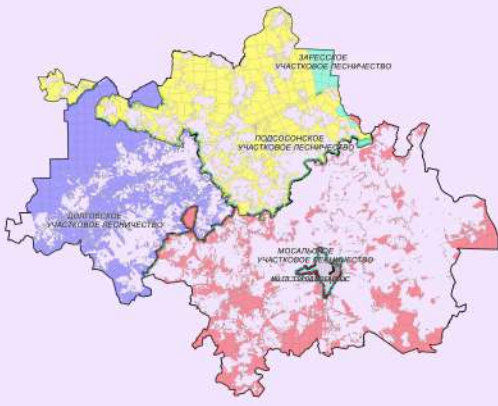 ЗАРЕССКОЕ
УЧАСТКОВОЕ ЛЕСНИЧЕСТВО
ПОДСОСОНСКОЕ
УЧАСТКОВОЕ ЛЕСНИЧЕСТВО
ДОЛГОВСКОЕ
УЧАСТКОВОЕ ЛЕСНИЧЕСТВО
МОСАЛЬСКОЕ
УЧАСТКОВОЕ ЛЕСНИЧЕСТВО